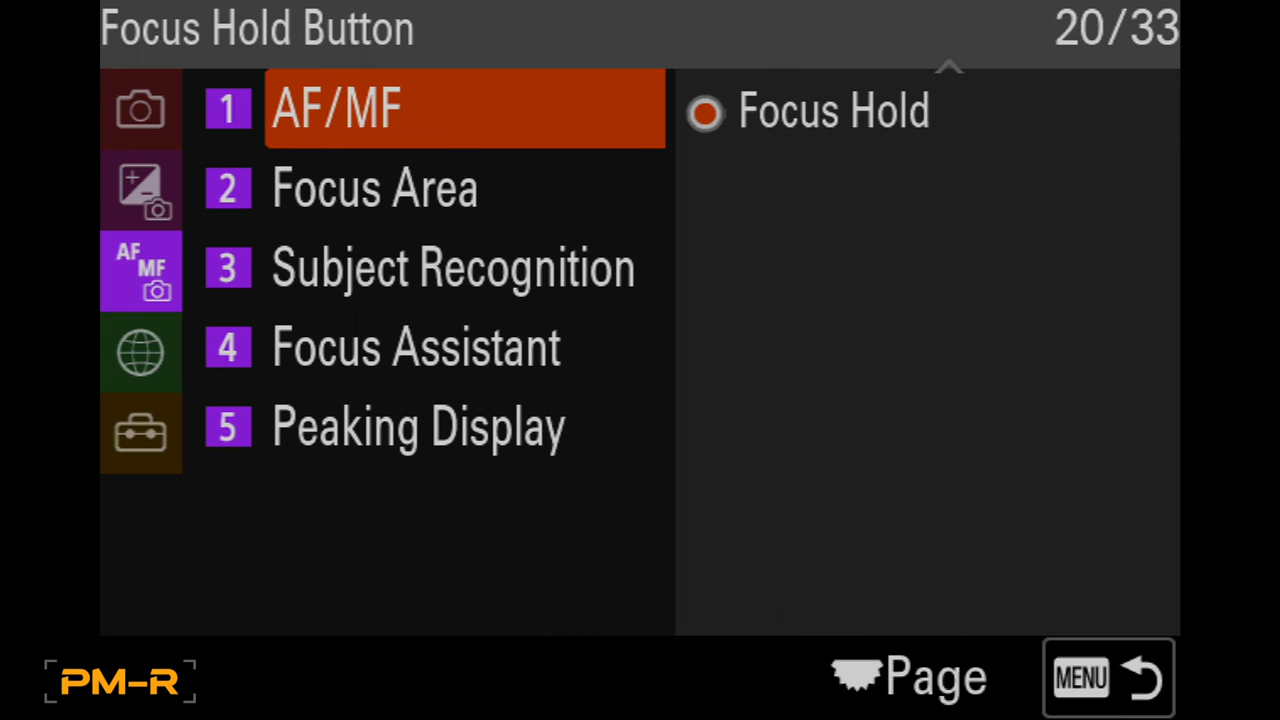 Focus Hold Button 20/33
1 AF/MF
Focus Hold
2 Focus Area
AF
MF
3 Subject Recognition
4 Focus Assistant
5 Peaking Display
PM-R
Page
MENU